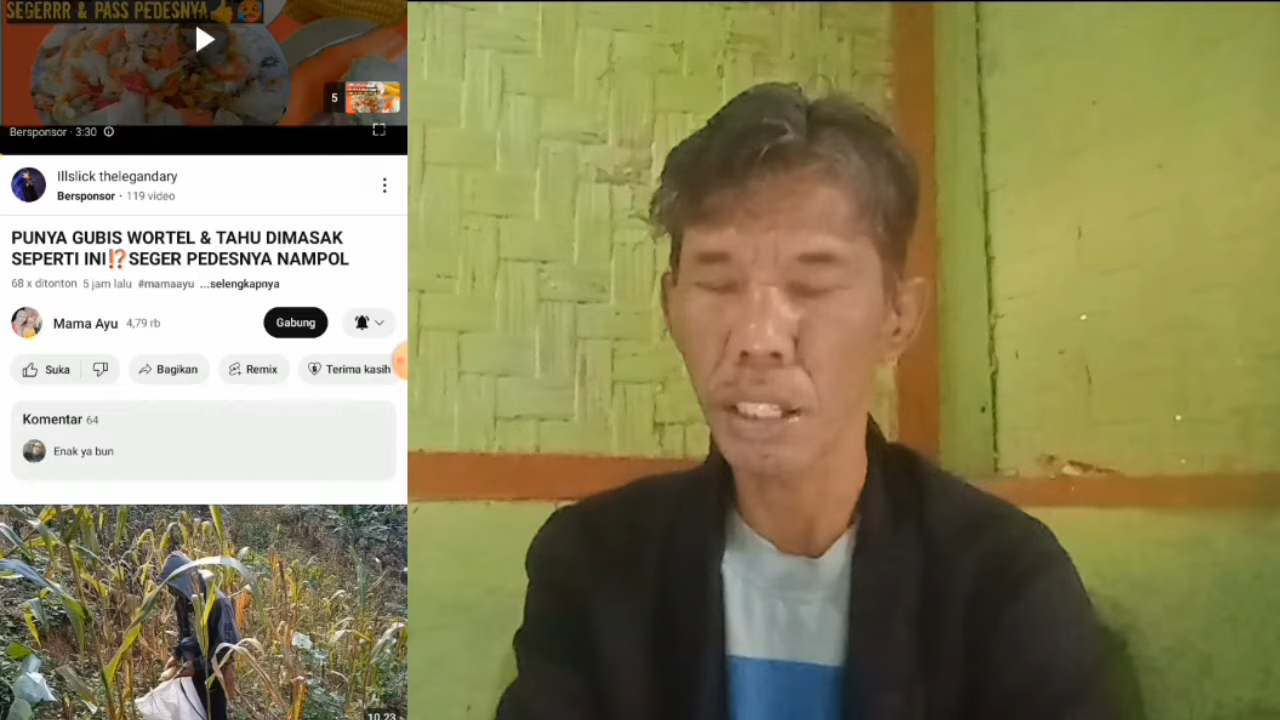 SEGERRR & PASS PEDESNYA👍🥵
5
Bersponsor · 3:30
Illslick thelegandary
Bersponsor · 119 video
PUNYA GUBIS WORTEL & TAHU DIMASAK
SEPERTI INI⁉️SEGER PEDESNYA NAMPOL
68 x ditonton 5 jam lalu #mamaayu ...selengkapnya
Mama Ayu 4,79 rb
Gabung
Suka
Bagikan
Remix
Terima kasih
Komentar 64
Enak ya bun
10.23